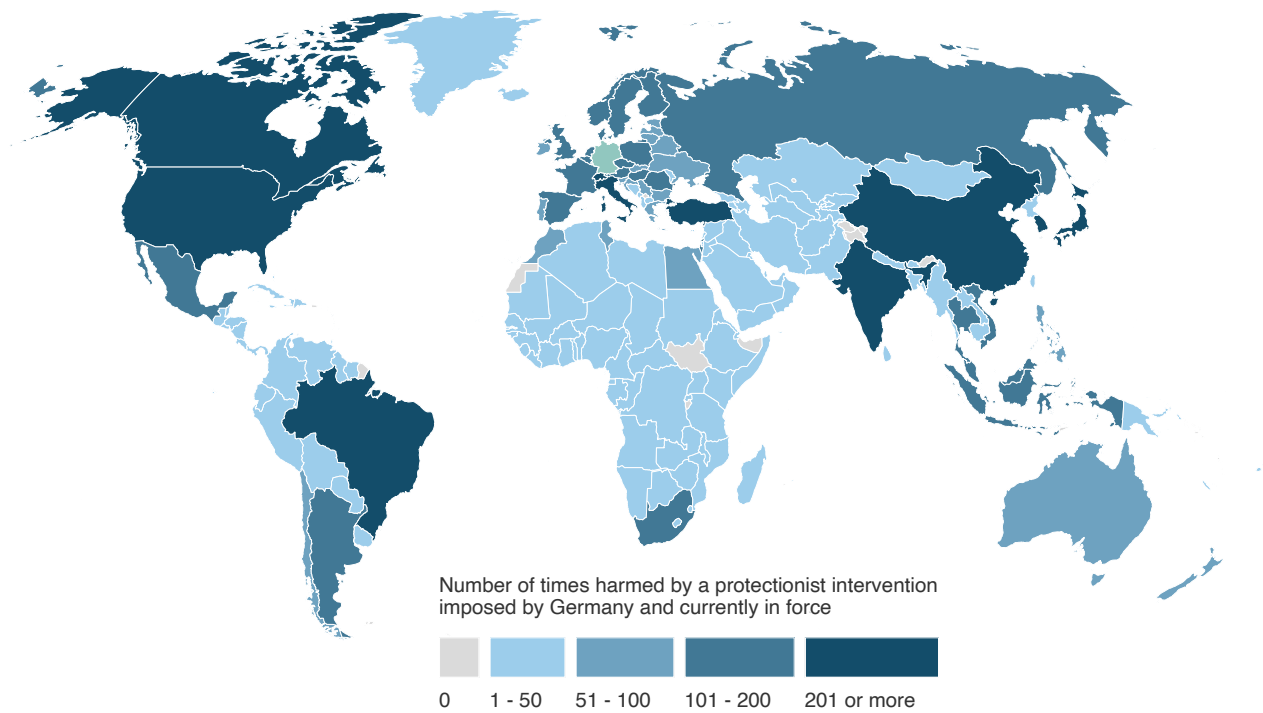 Number of times harmed by a protectionist intervention
imposed by Germany and currently in force
0 1 - 50 51 - 100 101 - 200 201 or more